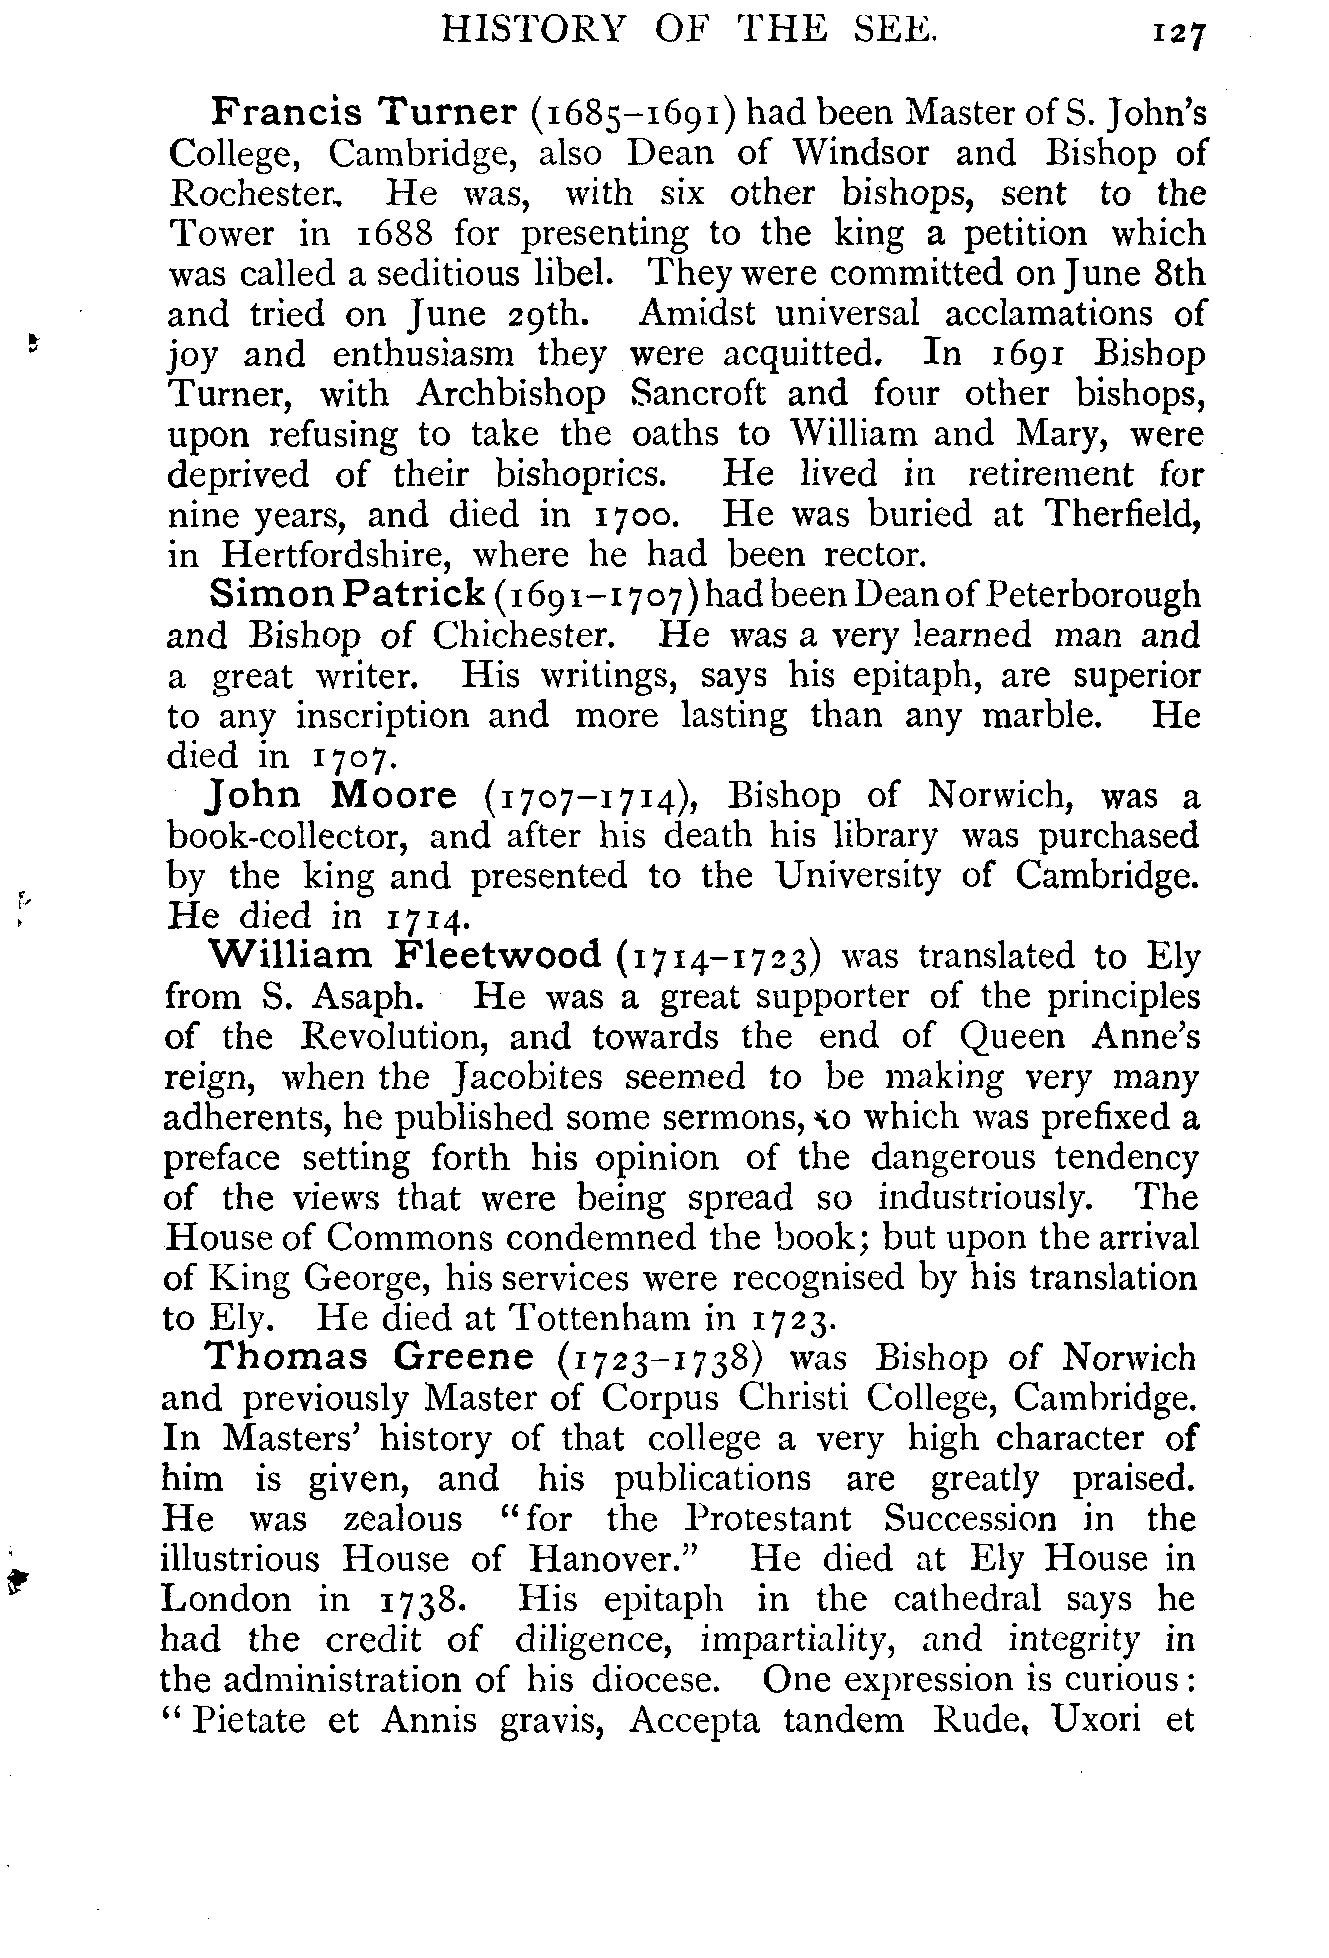 HISTORY OF THE SEE. 127
Francis Turner (1685–1691) had been Master of S. John's
College, Cambridge, also Dean of Windsor and Bishop of
Rochester. He was, with six other bishops, sent to the
Tower in 1688 for presenting to the king a petition which
was called a seditious libel. They were committed on June 8th
and tried on June 29th. Amidst universal acclamations of
joy and enthusiasm they were acquitted. In 1691 Bishop
Turner, with Archbishop Sancroft and four other bishops,
upon refusing to take the oaths to William and Mary, were
deprived of their bishoprics. He lived in retirement for
nine years, and died in 1700. He was buried at Therfield,
in Hertfordshire, where he had been rector.
Simon Patrick (1691–1707) had been Dean of Peterborough
and Bishop of Chichester. He was a very learned man and
a great writer. His writings, says his epitaph, are superior
to any inscription and more lasting than any marble. He
died in 1707.
John Moore (1707–1714), Bishop of Norwich, was a
book-collector, and after his death his library was purchased
by the king and presented to the University of Cambridge.
He died in 1714.
William Fleetwood (1714–1723) was translated to Ely
from S. Asaph. He was a great supporter of the principles
of the Revolution, and towards the end of Queen Anne's
reign, when the Jacobites seemed to be making very many
adherents, he published some sermons, to which was prefixed a
preface setting forth his opinion of the dangerous tendency
of the views that were being spread so industriously. The
House of Commons condemned the book; but upon the arrival
of King George, his services were recognised by his translation
to Ely. He died at Tottenham in 1723.
Thomas Greene (1723–1738) was Bishop of Norwich
and previously Master of Corpus Christi College, Cambridge.
In Masters' history of that college a very high character of
him is given, and his publications are greatly praised.
He was zealous "for the Protestant Succession in the
illustrious House of Hanover." He died at Ely House in
London in 1738. His epitaph in the cathedral says he
had the credit of diligence, impartiality, and integrity in
the administration of his diocese. One expression is curious:
"Pietate et Annis gravis, Accepta tandem Rude, Uxori et